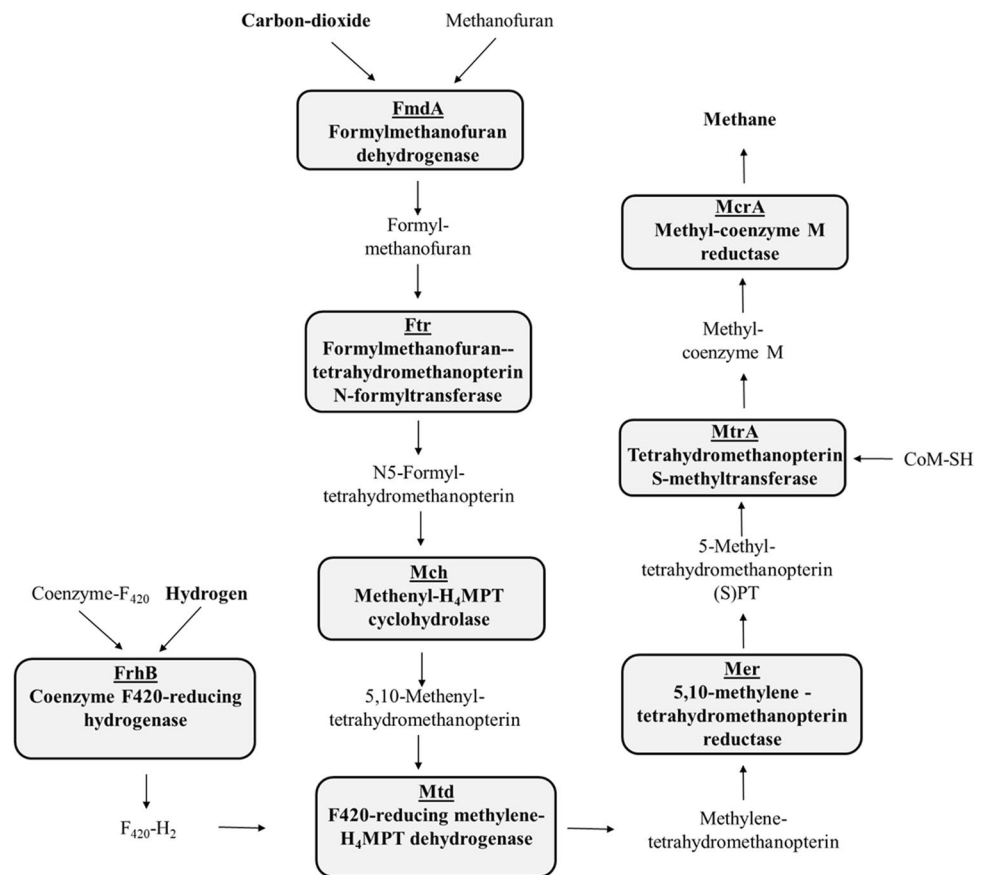 Carbon-dioxide
Methanofuran
FmdA
Formylmethanofuran
dehydrogenase
Formyl-
methanofuran
Ftr
Formylmethanofuran--
tetrahydromethanopterin
N-formyltransferase
N5-Formyl-
tetrahydromethanopterin
Mch
Methenyl-H₄MPT
cyclohydrolase
5,10-Methenyl-
tetrahydromethanopterin
Coenzyme-F₄₂₀ Hydrogen
FrhB
Coenzyme F420-reducing
hydrogenase
F₄₂₀-H₂
Mtd
F420-reducing methylene-
H₄MPT dehydrogenase
Methylene-
tetrahydromethanopterin
Mer
5,10-methylene -
tetrahydromethanopterin
reductase
5-Methyl-
tetrahydromethanopterin
(S)PT
MtrA
Tetrahydromethanopterin
S-methyltransferase
CoM-SH
Methyl-
coenzyme M
McrA
Methyl-coenzyme M
reductase
Methane